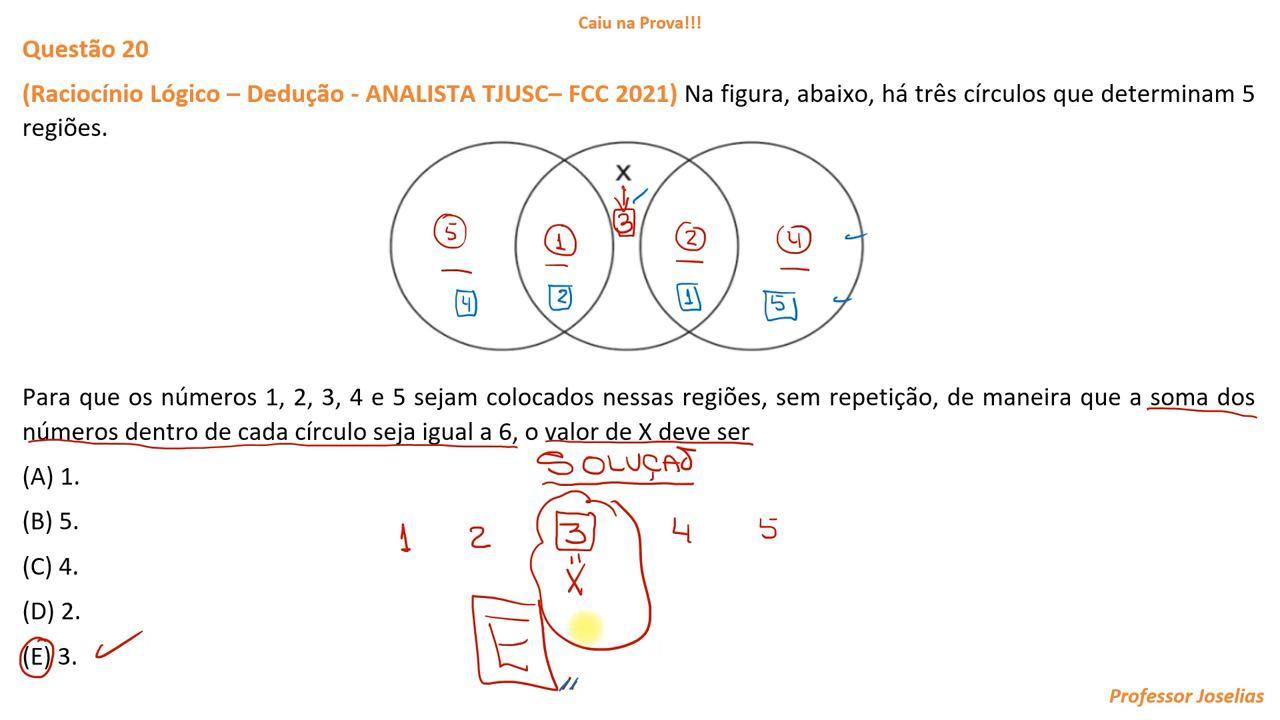 Caiu na Prova!!!
Questão 20
(Raciocínio Lógico – Dedução - ANALISTA TJUSC– FCC 2021) Na figura, abaixo, há três círculos que determinam 5
regiões.
X
3
5 1 2 4
4 2 1 5
Para que os números 1, 2, 3, 4 e 5 sejam colocados nessas regiões, sem repetição, de maneira que a soma dos
números dentro de cada círculo seja igual a 6, o valor de X deve ser
(A) 1.
SOLUÇÃO
(B) 5.
1 2 3 4 5
(C) 4.
=
X
(D) 2.
E
(E) 3.
Professor Joselias